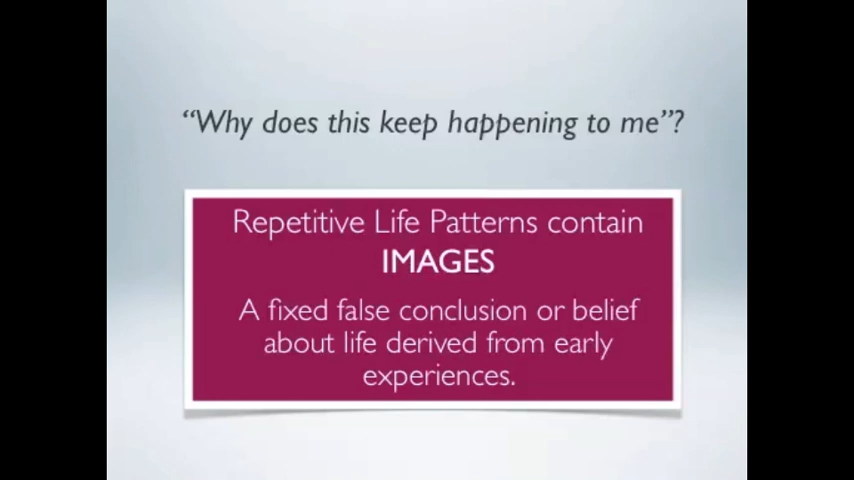 “Why does this keep happening to me”?
Repetitive Life Patterns contain
IMAGES
A fixed false conclusion or belief
about life derived from early
experiences.